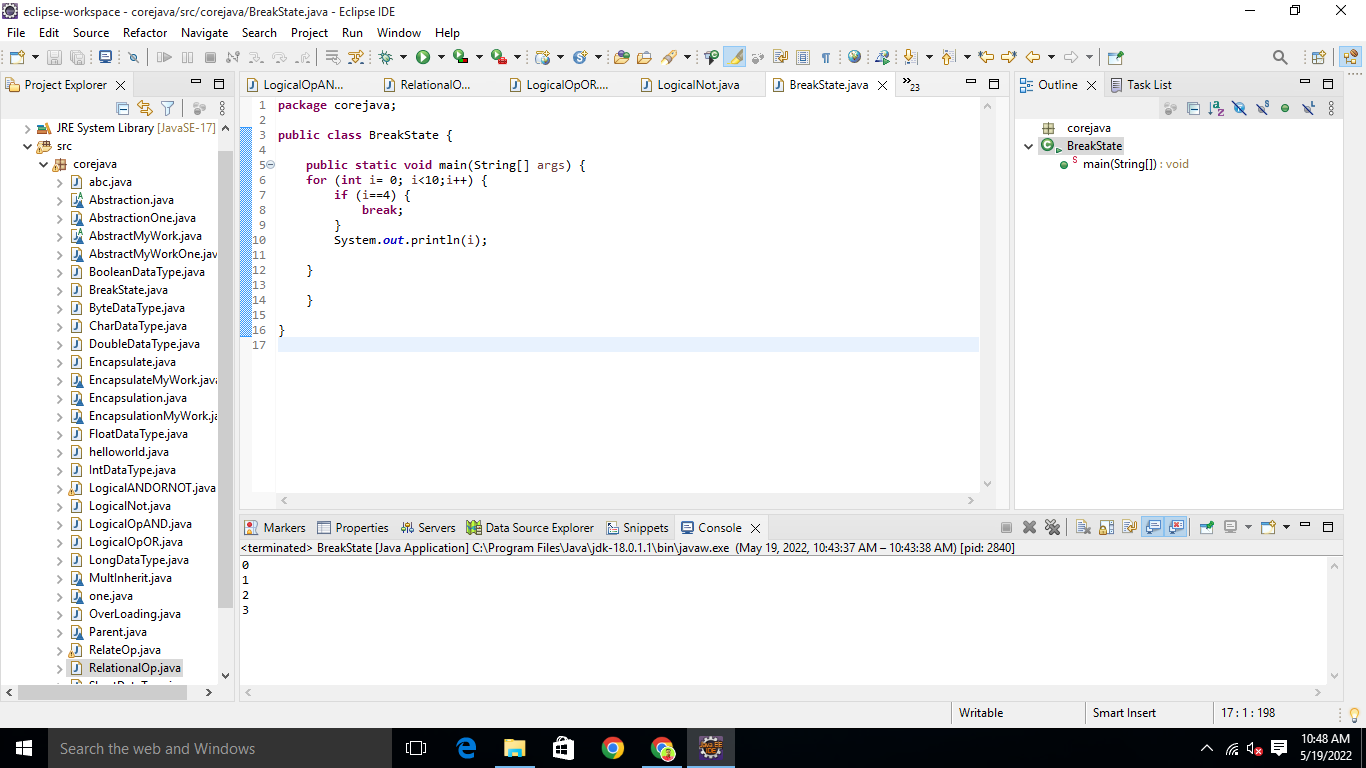 eclipse-workspace - corejava/src/corejava/BreakState.java - Eclipse IDE
File Edit Source Refactor Navigate Search Project Run Window Help
Project Explorer
JRE System Library [JavaSE-17]
src
corejava
abc.java
Abstraction.java
AbstractionOne.java
AbstractMyWork.java
AbstractMyWorkOne.jav
BooleanDataType.java
BreakState.java
ByteDataType.java
CharDataType.java
DoubleDataType.java
Encapsulate.java
EncapsulateMyWork.java
Encapsulation.java
EncapsulationMyWork.ja
FloatDataType.java
helloworld.java
IntDataType.java
LogicalANDORNOT.java
LogicalNot.java
LogicalOpAND.java
LogicalOpOR.java
LongDataType.java
MultInherit.java
one.java
OverLoading.java
Parent.java
RelateOp.java
RelationalOp.java
LogicalOpAN... RelationalO... LogicalOpOR.... LogicalNot.java BreakState.java »23
1 package corejava;
2
3 public class BreakState {
4
5 public static void main(String[] args) {
6 for (int i= 0; i<10;i++) {
7 if (i==4) {
8 break;
9 }
10 System.out.println(i);
11
12 }
13
14 }
15
16 }
17
Outline Task List
corejava
BreakState
main(String[]) : void
Markers Properties Servers Data Source Explorer Snippets Console
<terminated> BreakState [Java Application] C:\Program Files\Java\jdk-18.0.1.1\bin\javaw.exe (May 19, 2022, 10:43:37 AM – 10:43:38 AM) [pid: 2840]
0
1
2
3
Writable Smart Insert 17 : 1 : 198
Search the web and Windows
10:48 AM
5/19/2022